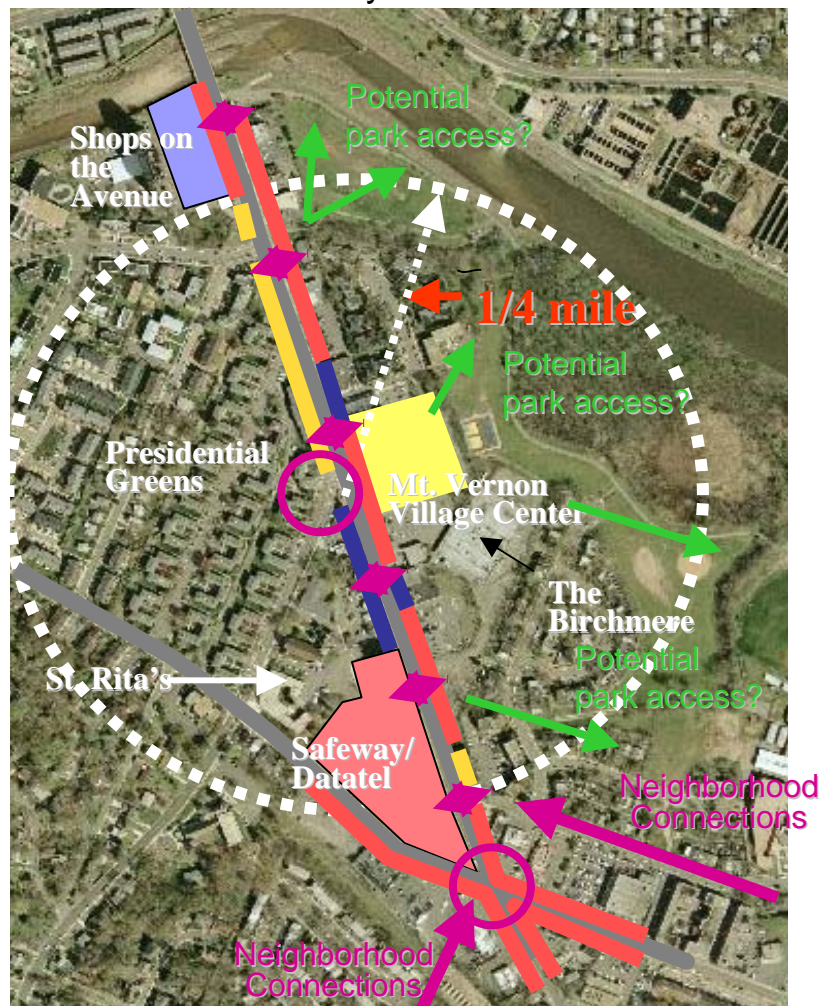 Potential
park access?
Shops on
the
Avenue
1/4 mile
Potential
park access?
Presidential
Greens
Mt. Vernon
Village Center
The
Birchmere
Potential
park access?
St. Rita's
Safeway/
Datatel
Neighborhood
Connections
Neighborhood
Connections